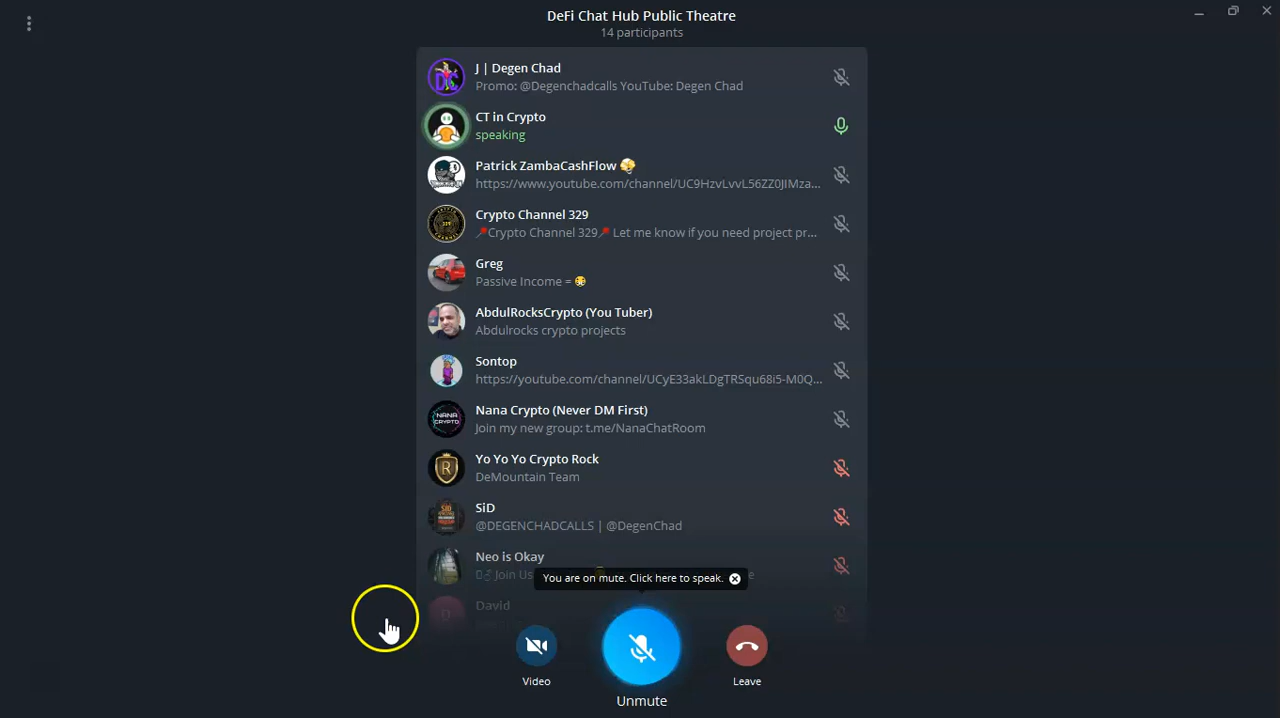 DeFi Chat Hub Public Theatre
14 participants
J | Degen Chad
Promo: @Degenchadcalls YouTube: Degen Chad
CT in Crypto
speaking
Patrick ZambaCashFlow
https://www.youtube.com/channel/UC9HzvLvvL56ZZ0JIMza...
Crypto Channel 329
Crypto Channel 329 Let me know if you need project pr...
Greg
Passive Income =
AbdulRocksCrypto (You Tuber)
Abdulrocks crypto projects
Sontop
https://youtube.com/channel/UCyE33akLDgTRSqu68i5-M0Q...
NANA
CRYPTO
Nana Crypto (Never DM First)
Join my new group: t.me/NanaChatRoom
Yo Yo Yo Crypto Rock
DeMountain Team
SiD
@DEGENCHADCALLS | @DegenChad
Neo is Okay
Join Us
You are on mute. Click here to speak.
David
Video
Unmute
Leave